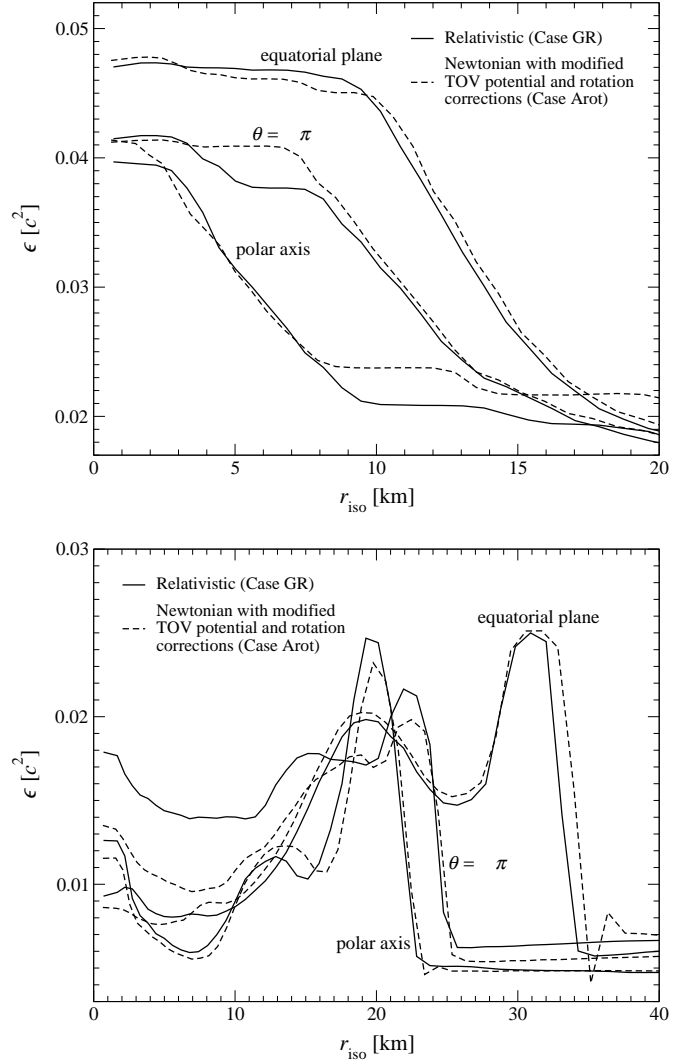 0.05
0.04
0.03
0.02
ϵ [c²]
equatorial plane
Relativistic (Case GR)
Newtonian with modified
TOV potential and rotation
corrections (Case Arot)
θ = π
polar axis
0 5 10 15 20
r_iso [km]
0.03
0.02
0.01
ϵ [c²]
Relativistic (Case GR)
Newtonian with modified
TOV potential and rotation
corrections (Case Arot)
equatorial plane
θ = π
polar axis
0 10 20 30 40
r_iso [km]